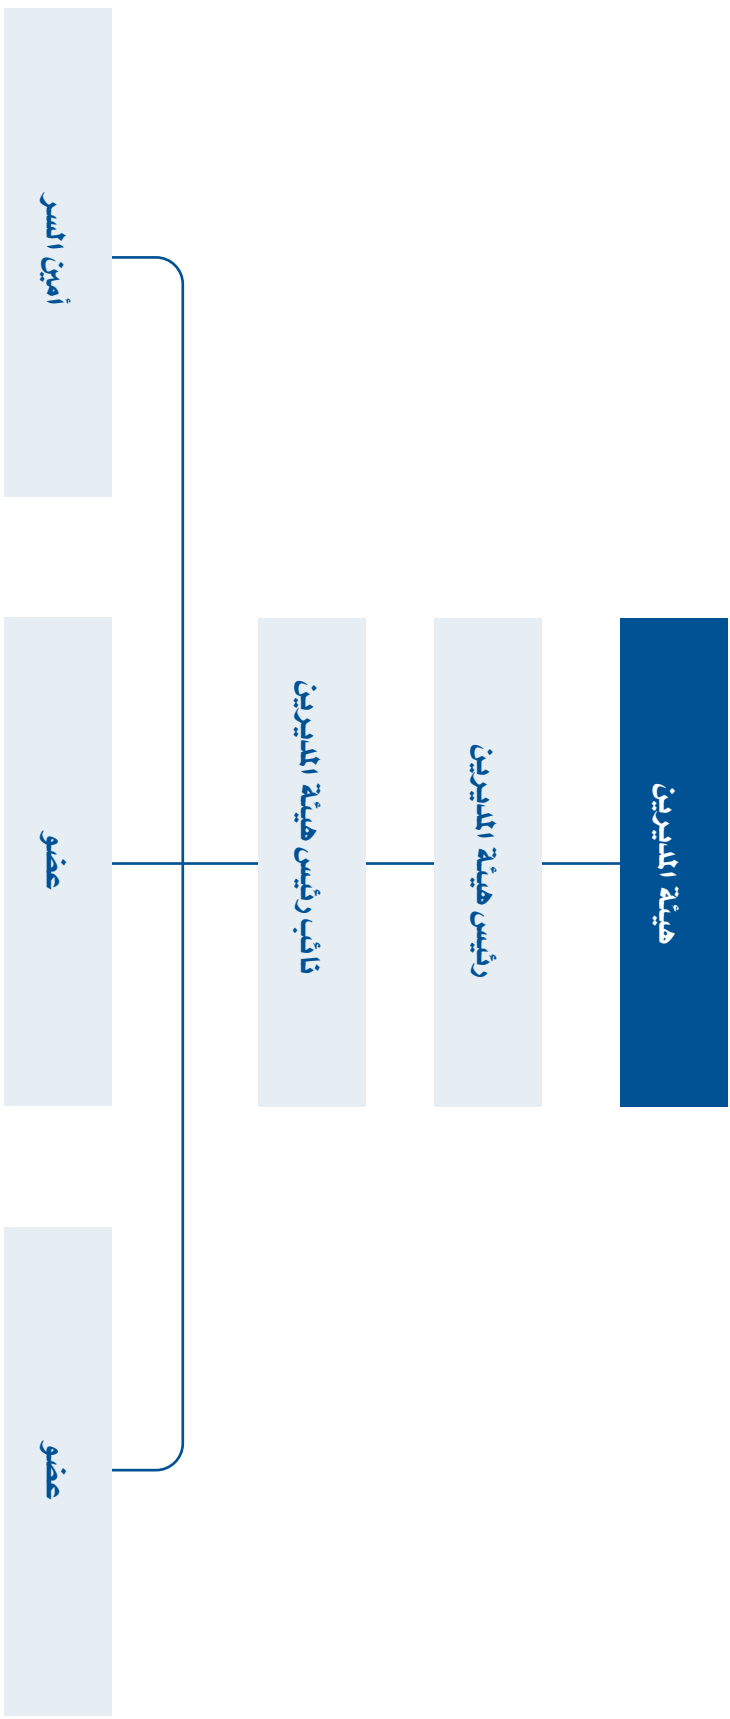 هيئة المديرين
رئيس هيئة المديرين
نائب رئيس هيئة المديرين
عضو
عضو
أمين السر